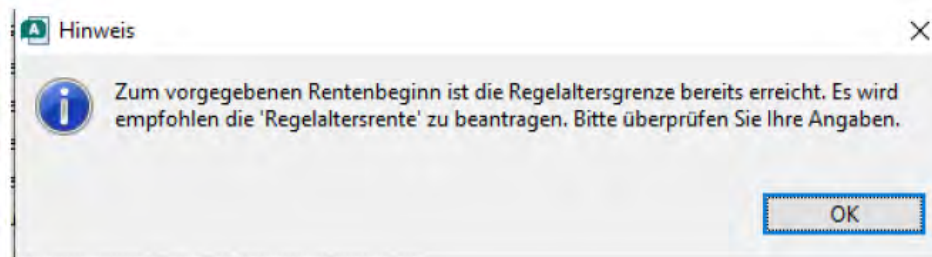 A Hinweis
Zum vorgegebenen Rentenbeginn ist die Regelaltersgrenze bereits erreicht. Es wird
empfohlen die 'Regelaltersrente' zu beantragen. Bitte überprüfen Sie Ihre Angaben.
OK